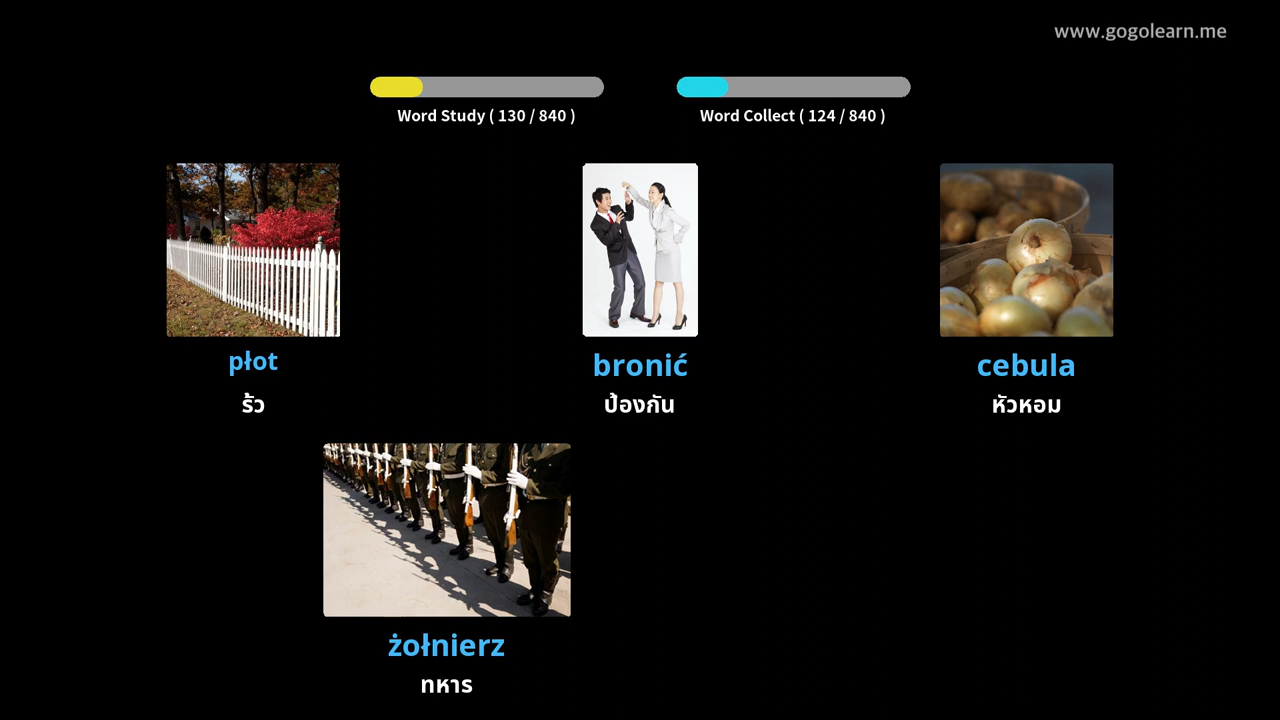 www.gogolearn.me
Word Study ( 130 / 840 )
Word Collect ( 124 / 840 )
płot
รั้ว
bronić
ป้องกัน
cebula
หัวหอม
żołnierz
ทหาร